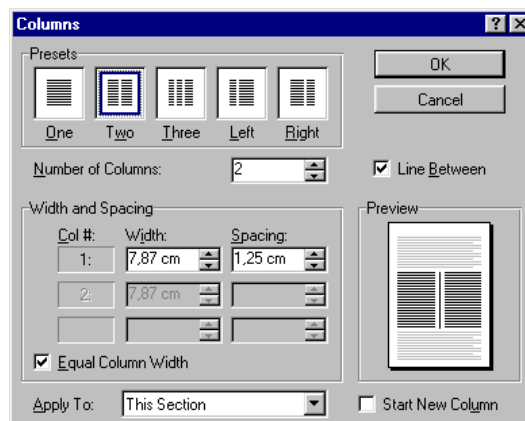 Columns
Presets
One Two Three Left Right
OK
Cancel
Number of Columns: 2
Line Between
Width and Spacing
Col #: Width: Spacing:
1: 7,87 cm 1,25 cm
2: 7,87 cm
Equal Column Width
Preview
Apply To: This Section
Start New Column